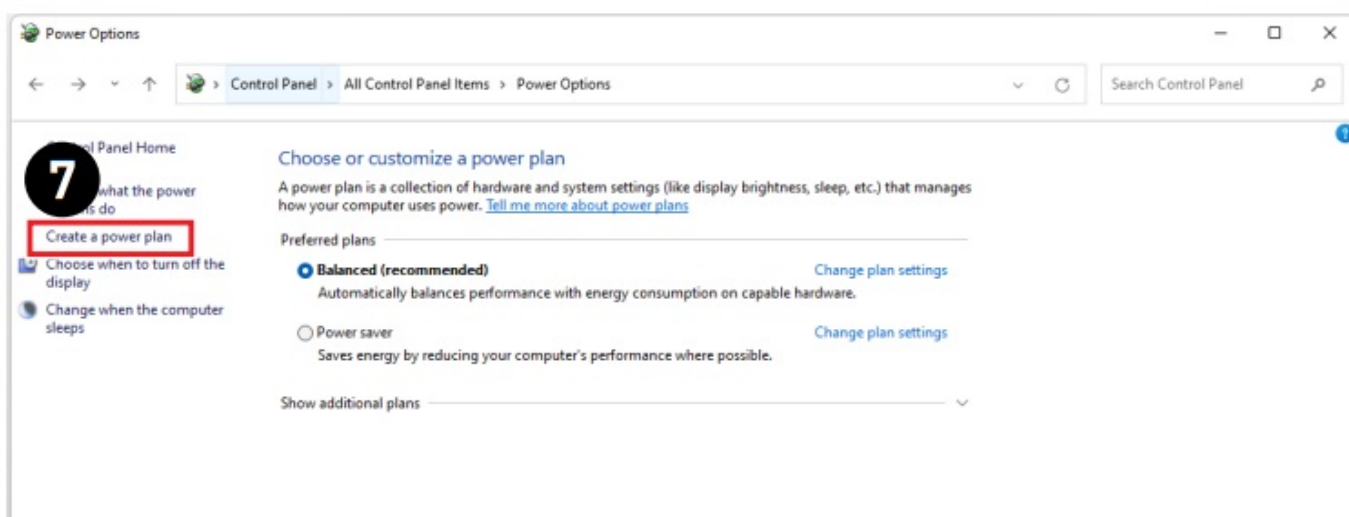 Power Options
Control Panel > All Control Panel Items > Power Options
Search Control Panel
Panel Home
7
what the power
do
Create a power plan
Choose when to turn off the
display
Change when the computer
sleeps
Choose or customize a power plan
A power plan is a collection of hardware and system settings (like display brightness, sleep, etc.) that manages
how your computer uses power. Tell me more about power plans
Preferred plans
Balanced (recommended)
Change plan settings
Automatically balances performance with energy consumption on capable hardware.
Power saver
Change plan settings
Saves energy by reducing your computer's performance where possible.
Show additional plans
?